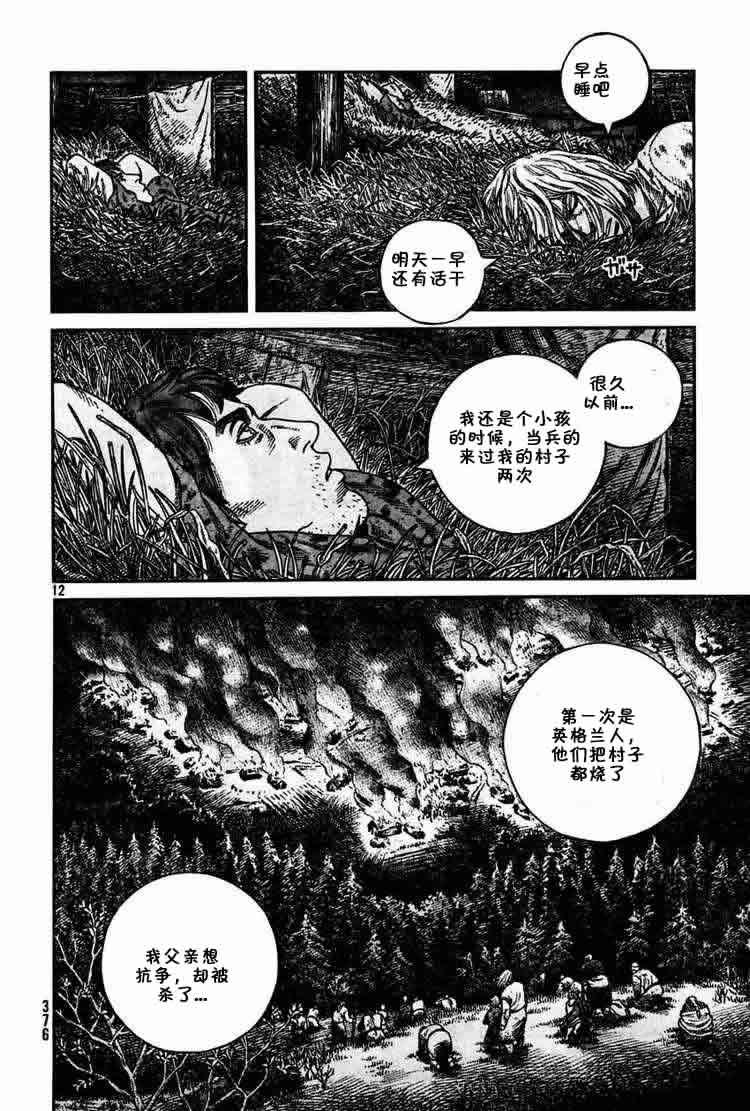 早点
睡吧
明天一早
还有话干
ガサ
很久
以前…
我还是个小孩
的时候，当兵的
来过我的村子
两次
12
第一次是
英格兰人，
他们把村子
都烧了
我父亲想
抗争，却被
杀了…
376